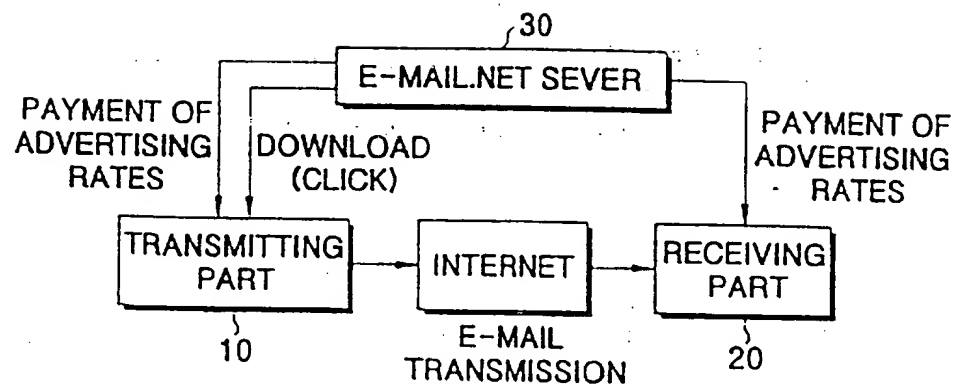 30
E-MAIL.NET SEVER
PAYMENT OF
ADVERTISING
RATES
DOWNLOAD
(CLICK)
PAYMENT OF
ADVERTISING
RATES
TRANSMITTING
PART
INTERNET
RECEIVING
PART
10
E-MAIL
TRANSMISSION
20